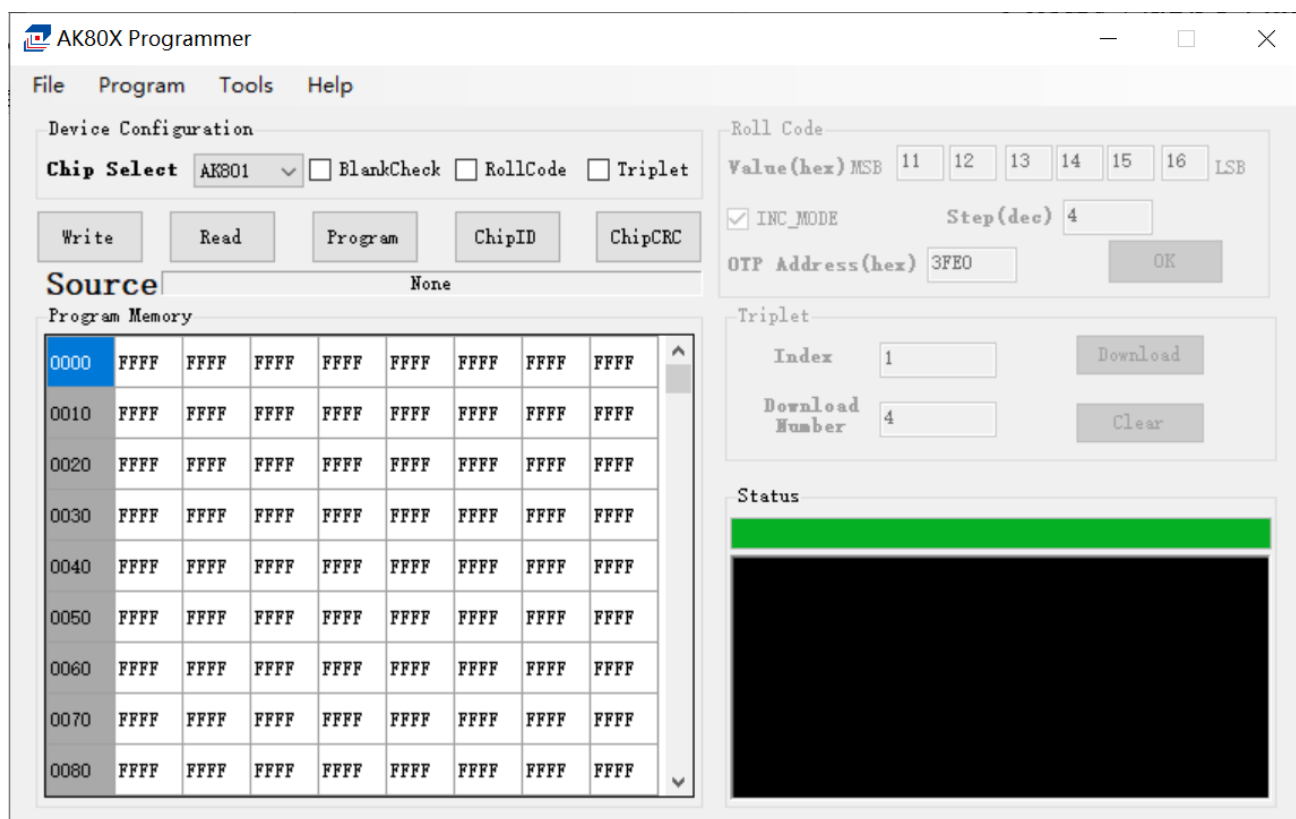 AK80X Programmer
File Program Tools Help
Device Configuration
Chip Select AK801 BlankCheck RollCode Triplet
Write Read Program ChipID ChipCRC
Source None
Program Memory
0000 FFFF FFFF FFFF FFFF FFFF FFFF FFFF FFFF
0010 FFFF FFFF FFFF FFFF FFFF FFFF FFFF FFFF
0020 FFFF FFFF FFFF FFFF FFFF FFFF FFFF FFFF
0030 FFFF FFFF FFFF FFFF FFFF FFFF FFFF FFFF
0040 FFFF FFFF FFFF FFFF FFFF FFFF FFFF FFFF
0050 FFFF FFFF FFFF FFFF FFFF FFFF FFFF FFFF
0060 FFFF FFFF FFFF FFFF FFFF FFFF FFFF FFFF
0070 FFFF FFFF FFFF FFFF FFFF FFFF FFFF FFFF
0080 FFFF FFFF FFFF FFFF FFFF FFFF FFFF FFFF
Roll Code
Value(hex) MSB 11 12 13 14 15 16 LSB
INC_MODE Step(dec) 4
OTP Address(hex) 3FE0 OK
Triplet
Index 1 Download
Download
Number 4 Clear
Status